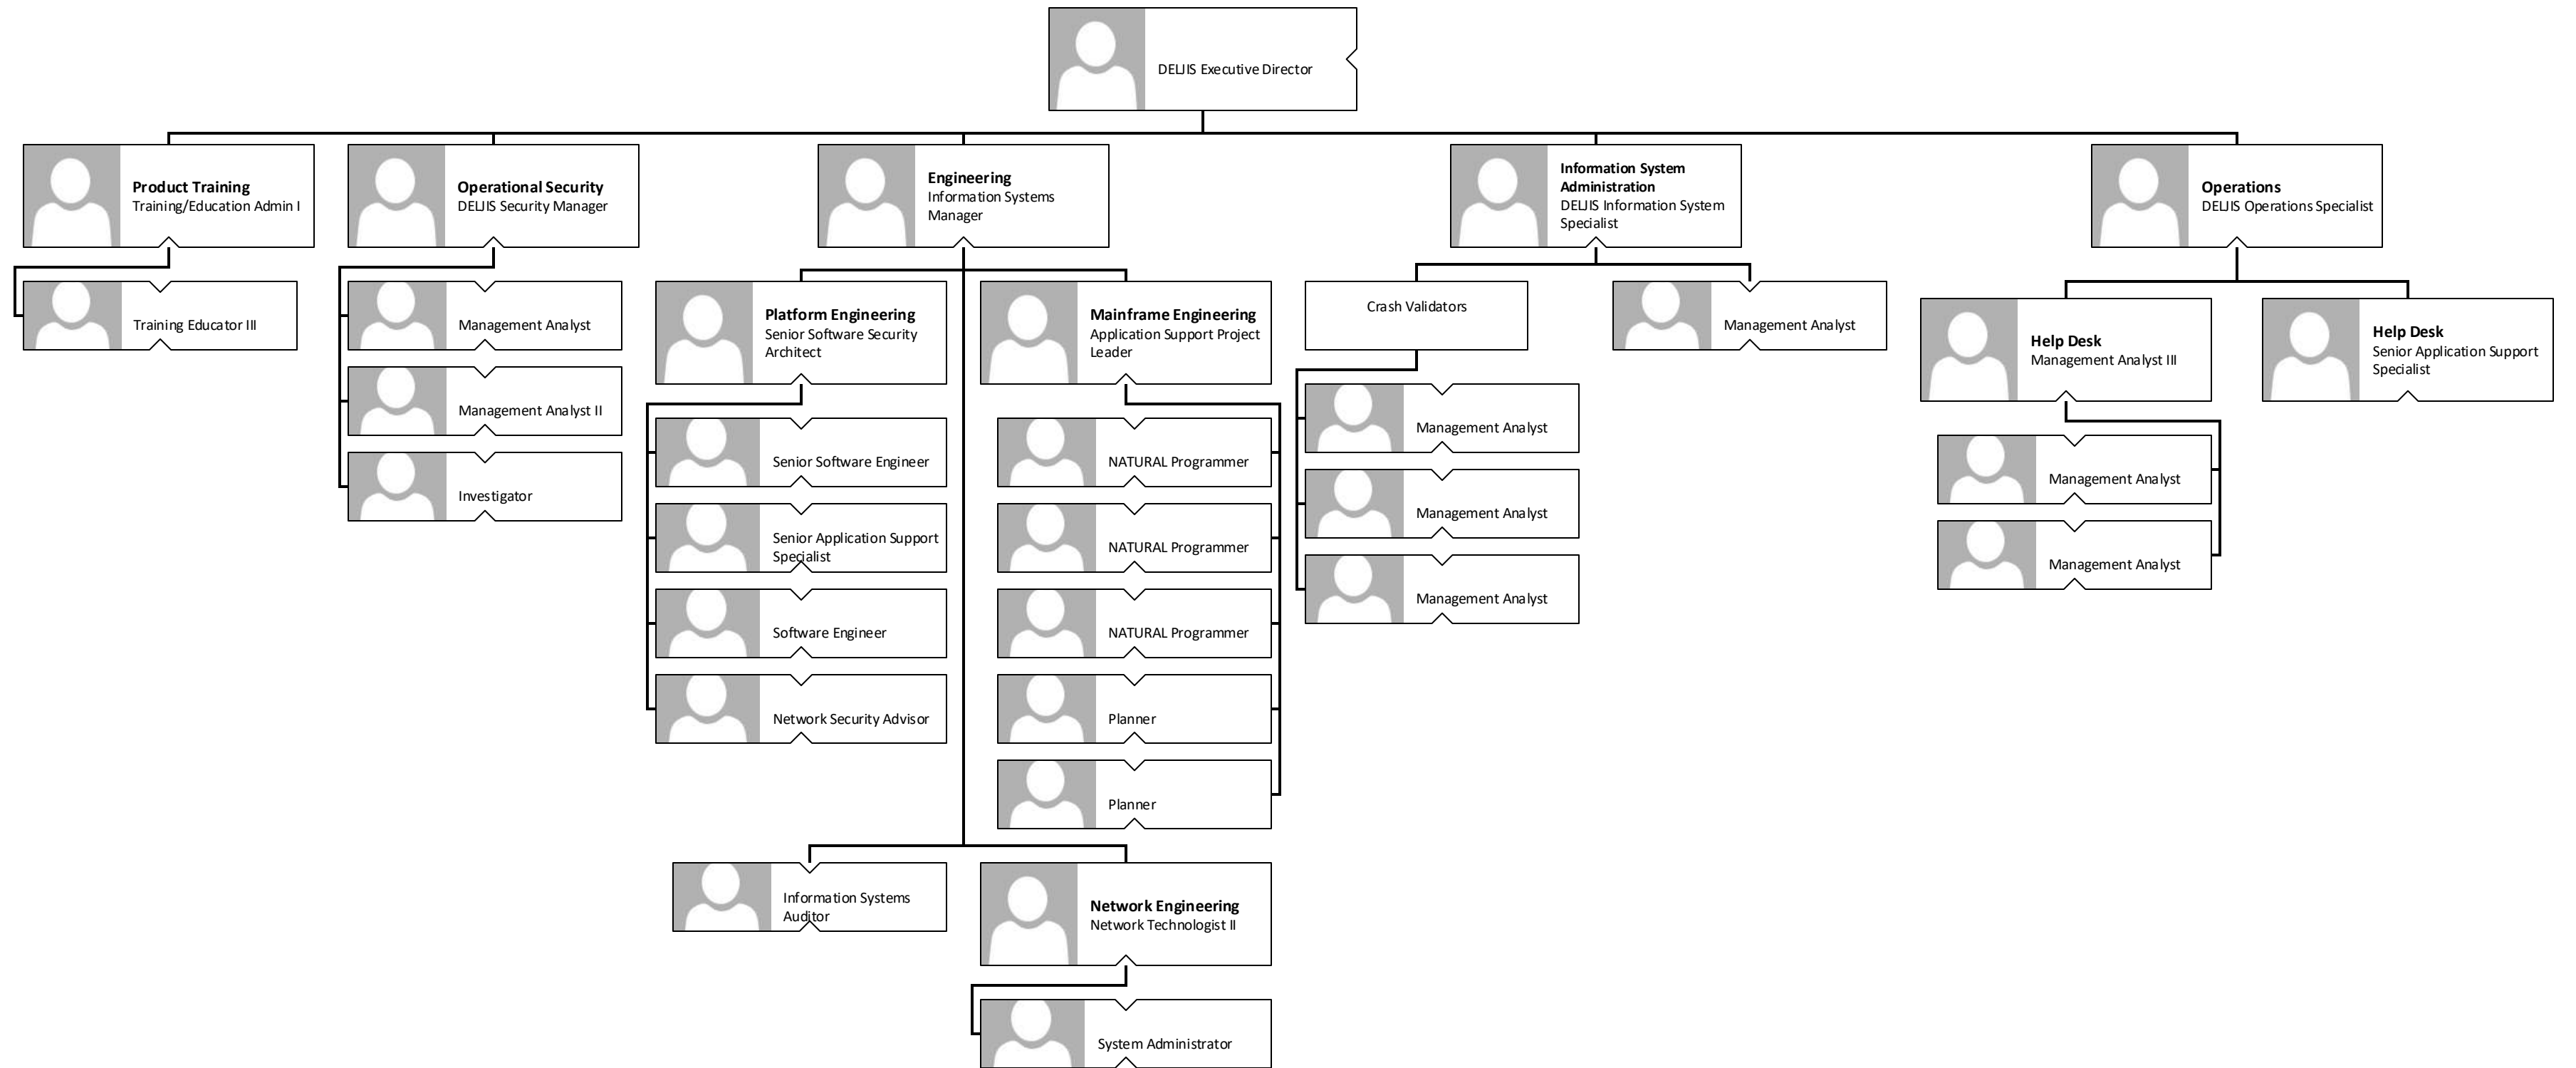 DELJIS Executive Director
Product Training
Training/Education Admin I
Operational Security
DELJIS Security Manager
Engineering
Information Systems
Manager
Information System
Administration
DELJIS Information System
Specialist
Operations
DELJIS Operations Specialist
Training Educator III
Management Analyst
Management Analyst II
Investigator
Platform Engineering
Senior Software Security
Architect
Senior Software Engineer
Senior Application Support
Specialist
Software Engineer
Network Security Advisor
Mainframe Engineering
Application Support Project
Leader
NATURAL Programmer
NATURAL Programmer
NATURAL Programmer
Planner
Planner
Information Systems
Auditor
Network Engineering
Network Technologist II
System Administrator
Crash Validators
Management Analyst
Management Analyst
Management Analyst
Management Analyst
Help Desk
Management Analyst III
Management Analyst
Management Analyst
Help Desk
Senior Application Support
Specialist